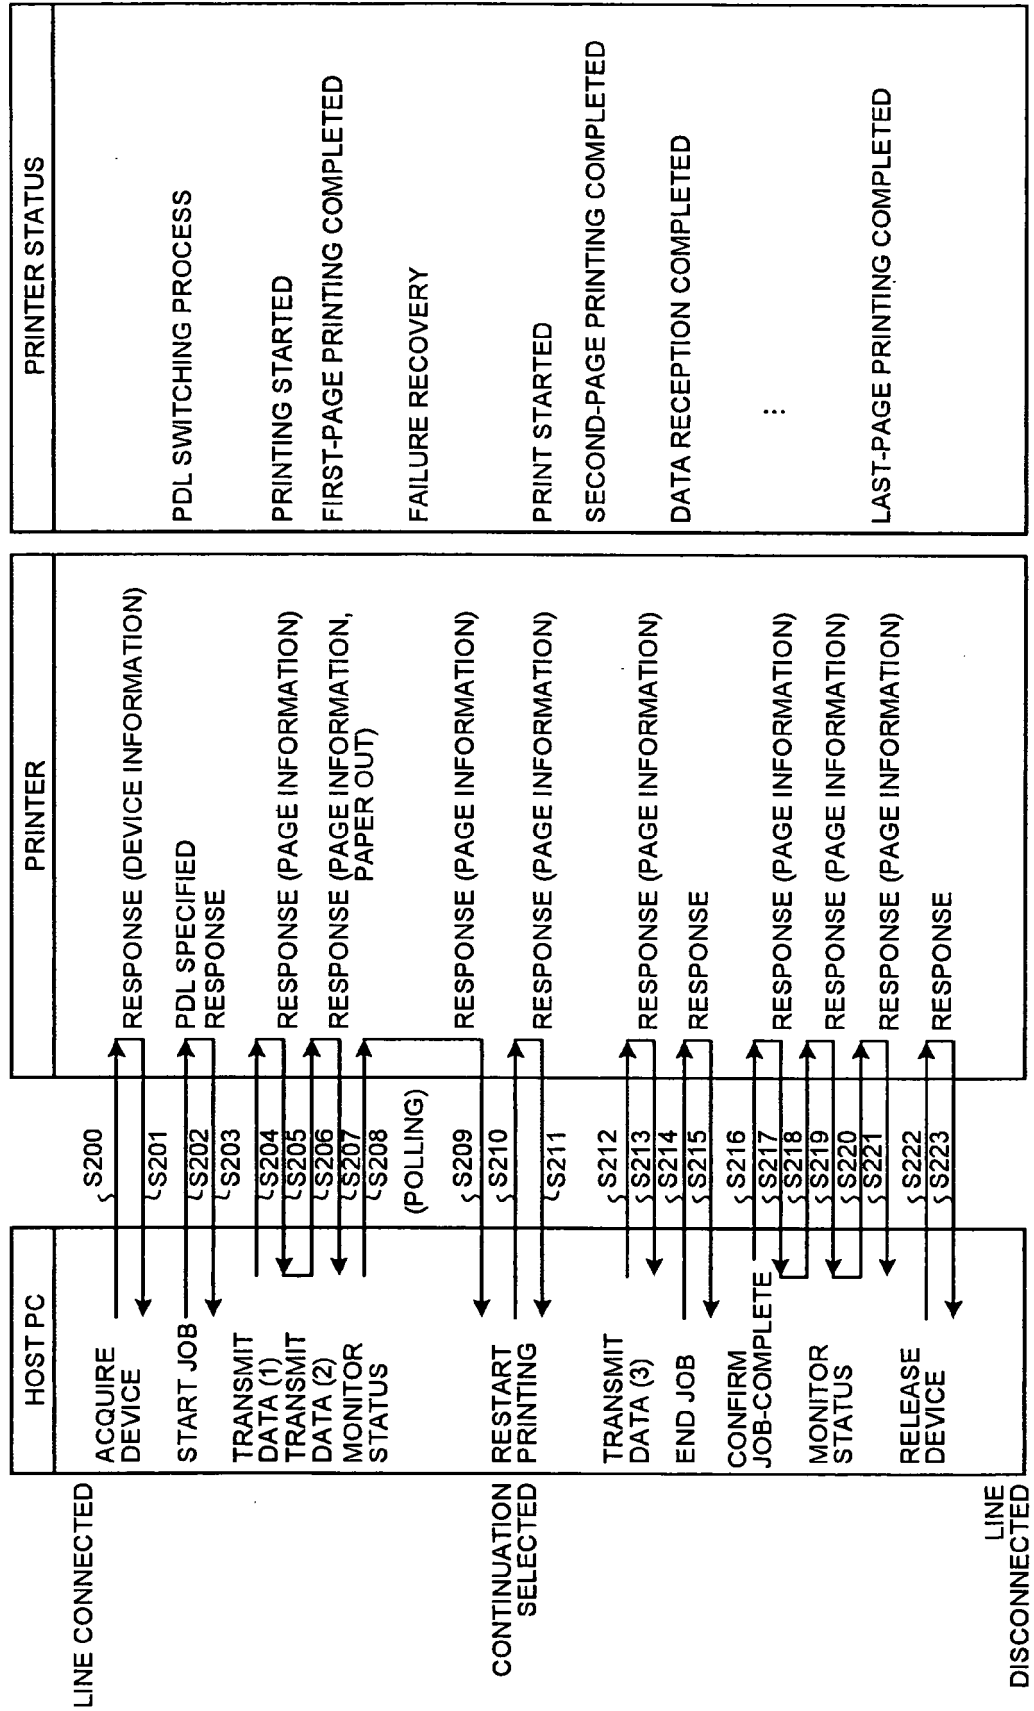 LINE CONNECTED
CONTINUATION
SELECTED
LINE
DISCONNECTED
HOST PC
ACQUIRE
DEVICE
START JOB
TRANSMIT
DATA (1)
TRANSMIT
DATA (2)
MONITOR
STATUS
RESTART
PRINTING
TRANSMIT
DATA (3)
END JOB
CONFIRM
JOB-COMPLETE
MONITOR
STATUS
RELEASE
DEVICE
S200
S201
S202
S203
S204
S205
S206
S207
S208
(POLLING)
S209
S210
S211
S212
S213
S214
S215
S216
S217
S218
S219
S220
S221
S222
S223
PRINTER
RESPONSE (DEVICE INFORMATION)
PDL SPECIFIED
RESPONSE
RESPONSE (PAGE INFORMATION)
RESPONSE (PAGE INFORMATION,
PAPER OUT)
RESPONSE (PAGE INFORMATION)
RESPONSE (PAGE INFORMATION)
RESPONSE (PAGE INFORMATION)
RESPONSE
RESPONSE (PAGE INFORMATION)
RESPONSE (PAGE INFORMATION)
RESPONSE (PAGE INFORMATION)
RESPONSE
PRINTER STATUS
PDL SWITCHING PROCESS
PRINTING STARTED
FIRST-PAGE PRINTING COMPLETED
FAILURE RECOVERY
PRINT STARTED
SECOND-PAGE PRINTING COMPLETED
DATA RECEPTION COMPLETED
...
LAST-PAGE PRINTING COMPLETED